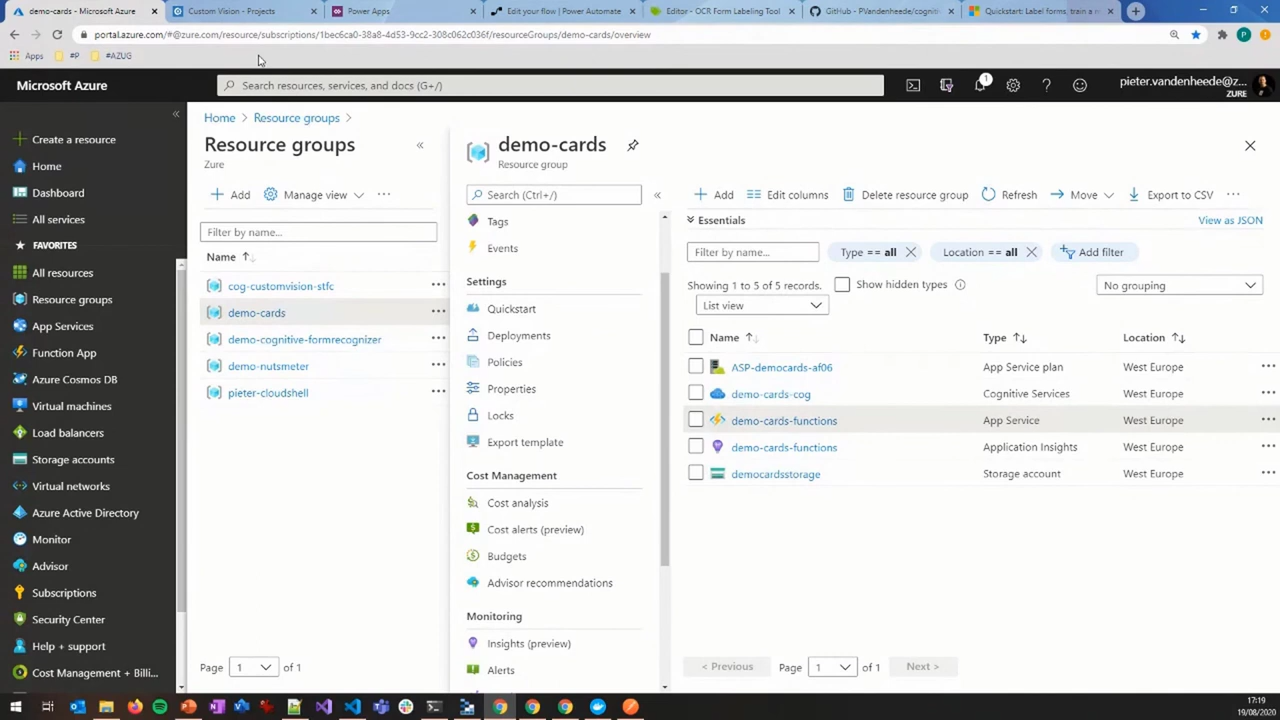 demo-cards - Microsoft Azure
Custom Vision - Projects
Power Apps
Edit your flow | Power Automate
Editor - OCR Form Labeling Tool
GitHub - PVandenheede/cogniti
Quickstart: Label forms, train a m
portal.azure.com/#@zure.com/resource/subscriptions/1bec6ca0-38a8-4d53-9cc2-308c062c036f/resourceGroups/demo-cards/overview
Apps
#P
#AZUG
Microsoft Azure
Search resources, services, and docs (G+/)
1
pieter.vandenheede@z...
ZURE
Create a resource
Home
Dashboard
All services
FAVORITES
All resources
Resource groups
App Services
Function App
Azure Cosmos DB
Virtual machines
Load balancers
Storage accounts
Virtual networks
Azure Active Directory
Monitor
Advisor
Subscriptions
Security Center
Help + support
Cost Management + Billi...
Home > Resource groups >
Resource groups
Zure
Add
Manage view
Filter by name...
Name
cog-customvision-stfc
demo-cards
demo-cognitive-formrecognizer
demo-nutsmeter
pieter-cloudshell
Page 1 of 1
demo-cards
Resource group
Search (Ctrl+/)
Tags
Events
Settings
Quickstart
Deployments
Policies
Properties
Locks
Export template
Cost Management
Cost analysis
Cost alerts (preview)
Budgets
Advisor recommendations
Monitoring
Insights (preview)
Alerts
Add
Edit columns
Delete resource group
Refresh
Move
Export to CSV
Essentials
View as JSON
Filter by name...
Type == all
Location == all
Add filter
Showing 1 to 5 of 5 records.
Show hidden types
No grouping
List view
Name Type Location
ASP-democards-af06 App Service plan West Europe
demo-cards-cog Cognitive Services West Europe
demo-cards-functions App Service West Europe
demo-cards-functions Application Insights West Europe
democardsstorage Storage account West Europe
< Previous
Page 1 of 1
Next >
17:19
19/08/2020